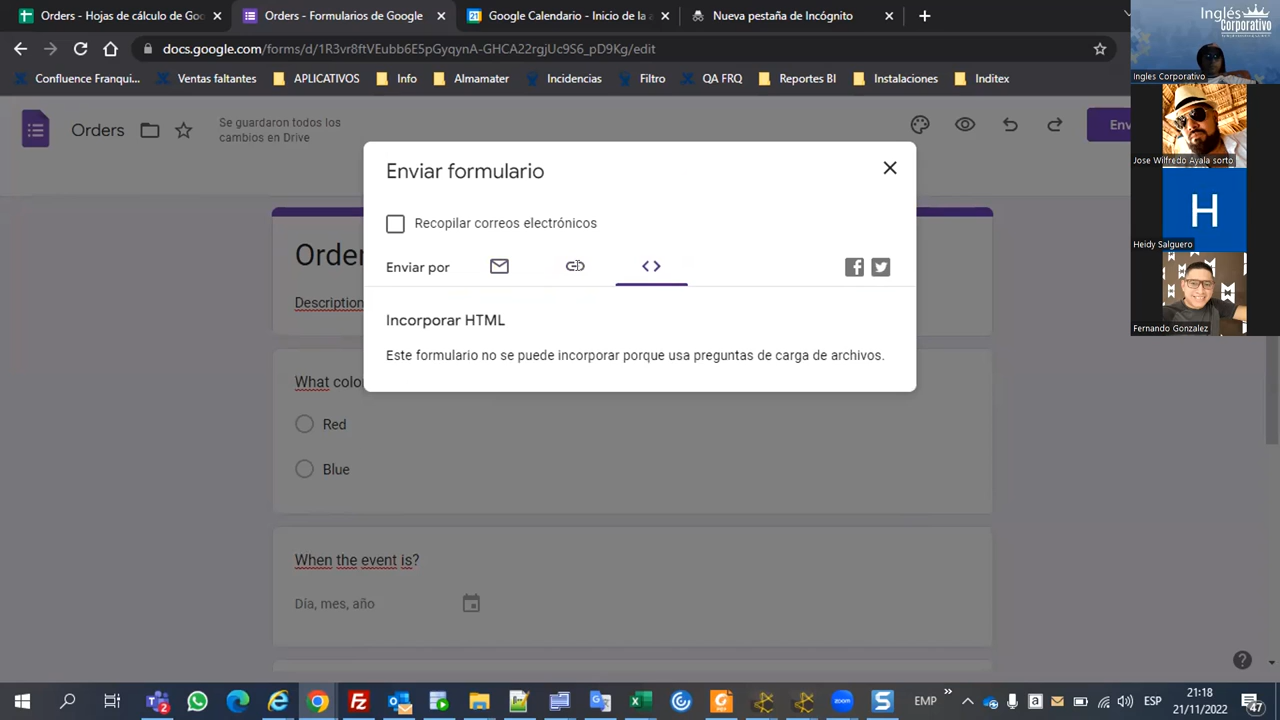 Orders - Hojas de cálculo de Goo
Orders - Formularios de Google
Google Calendario - Inicio de la a
Nueva pestaña de Incógnito
docs.google.com/forms/d/1R3vr8ftVEubb6E5pGyqynA-GHCA22rgJUc9S6_pD9Kg/edit
Confluence Franqui...
Ventas faltantes
APLICATIVOS
Info
Almamater
Incidencias
Filtro
QA FRQ
Reportes BI
Instalaciones
Inditex
Orders
Se guardaron todos los
cambios en Drive
Env
Enviar formulario
Recopilar correos electrónicos
Enviar por
Incorporar HTML
Este formulario no se puede incorporar porque usa preguntas de carga de archivos.
Order
Description
What colo
Red
Blue
When the event is?
Día, mes, año
Inglés
Corporativo
Ingles Corporativo
Jose Wilfredo Ayala sorto
H
Heidy Salguero
Fernando Gonzalez
EMP
ESP
21:18
21/11/2022
47